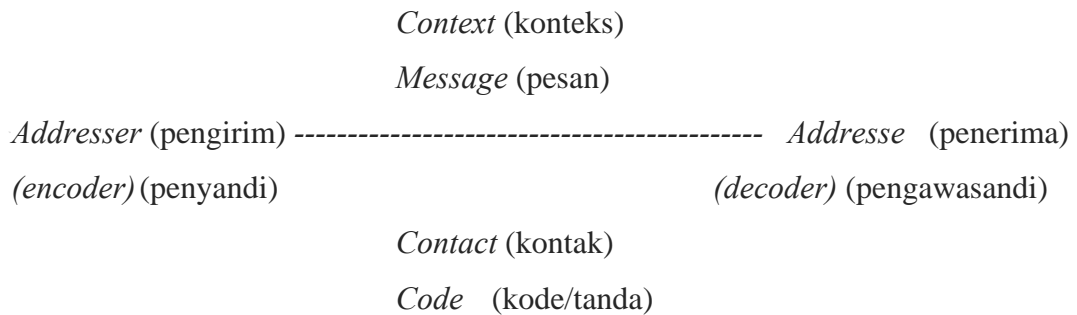 Context (konteks)
Message (pesan)
Addresser (pengirim) -------------------------------------------- Addresse (penerima)
(encoder) (penyandi) (decoder) (pengawasandi)
Contact (kontak)
Code (kode/tanda)